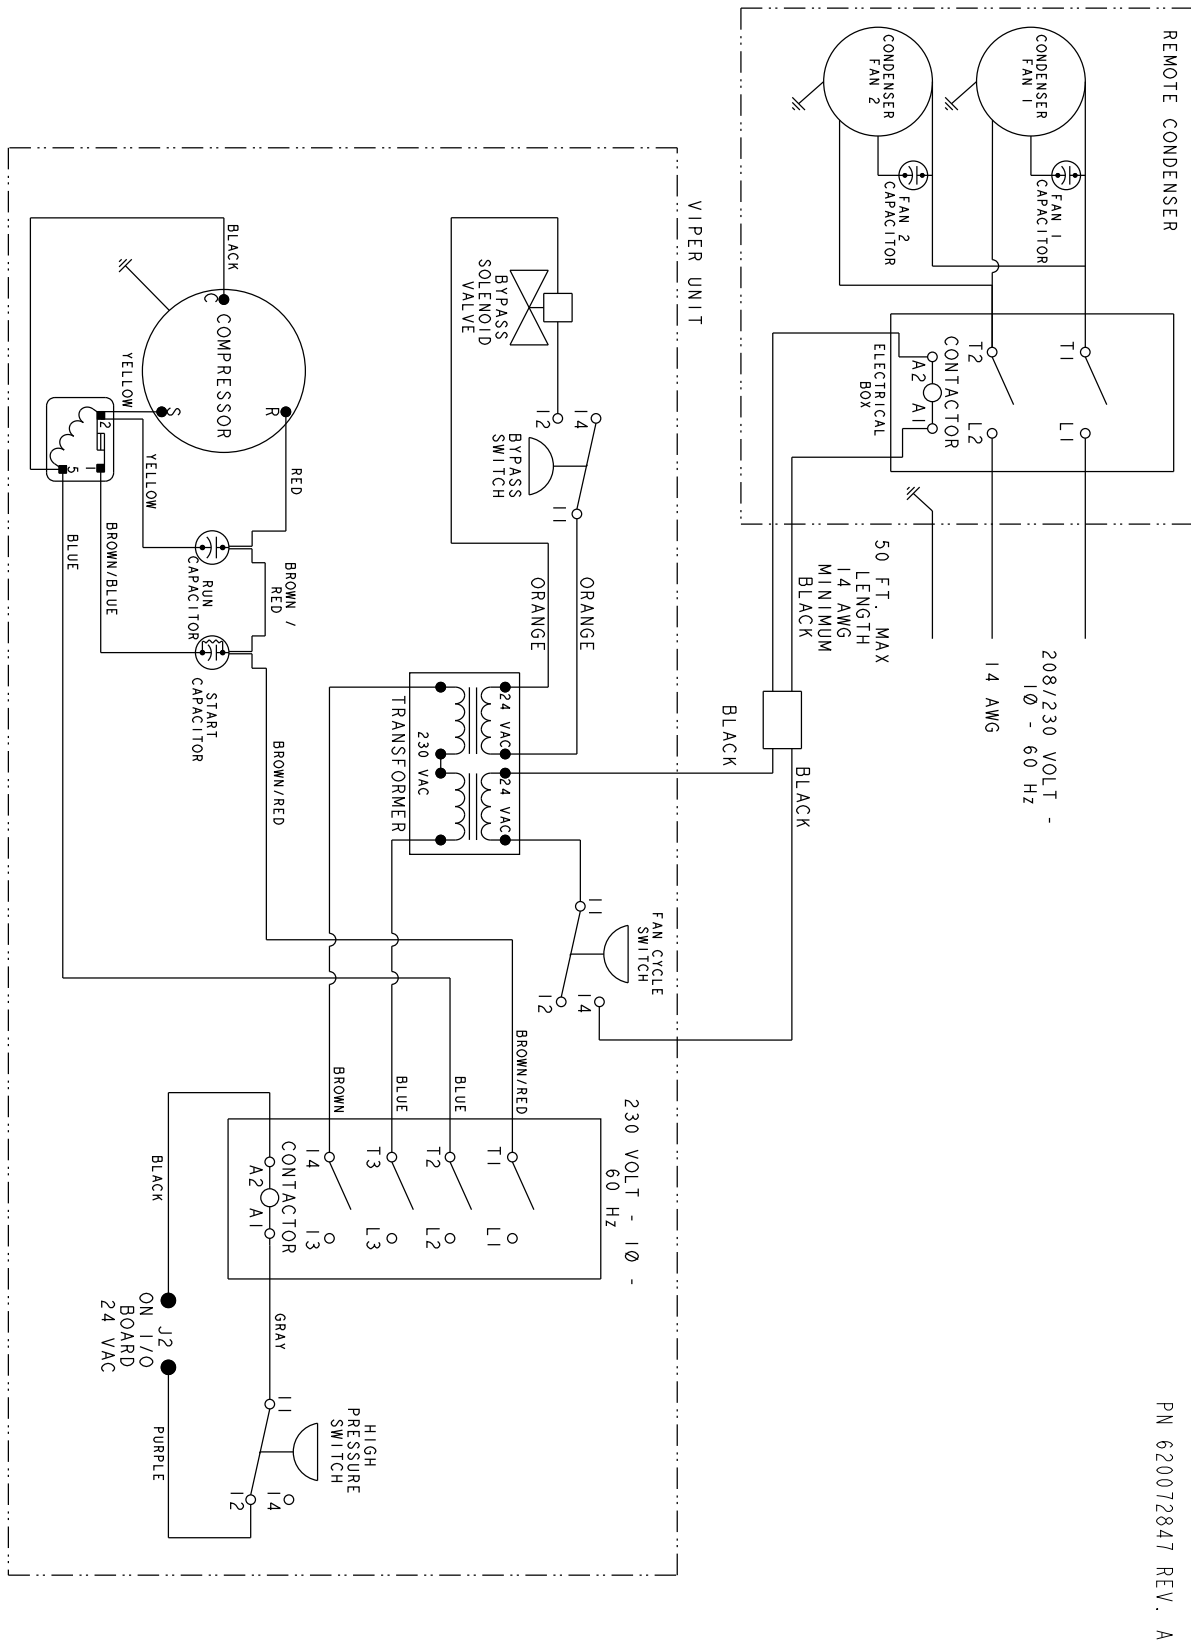 REMOTE CONDENSER
CONDENSER
FAN 1
CONDENSER
FAN 2
FAN 1
CAPACITOR
FAN 2
CAPACITOR
T1
L1
T2
L2
CONTACTOR
A2
A1
ELECTRICAL
BOX
208/230 VOLT -
1Ø - 60 Hz
14 AWG
50 FT. MAX
LENGTH
14 AWG
MINIMUM
BLACK
BLACK
BLACK
VIPER UNIT
BYPASS
SOLENOID
VALVE
12
14
BYPASS
SWITCH
11
ORANGE
ORANGE
24 VAC
24 VAC
230 VAC
TRANSFORMER
FAN CYCLE
SWITCH
11
12
14
BLACK
C
COMPRESSOR
S
R
YELLOW
2
1
5
YELLOW
RED
BLUE
BROWN/BLUE
RUN
CAPACITOR
BROWN /
RED
START
CAPACITOR
BROWN/RED
BROWN/RED
BLUE
BLUE
BROWN
230 VOLT - 1Ø -
60 Hz
T1
L1
T2
L2
T3
L3
14
13
CONTACTOR
A2
A1
BLACK
GRAY
J2
ON I/O
BOARD
24 VAC
PURPLE
11
HIGH
PRESSURE
SWITCH
12
14
PN 620072847 REV. A